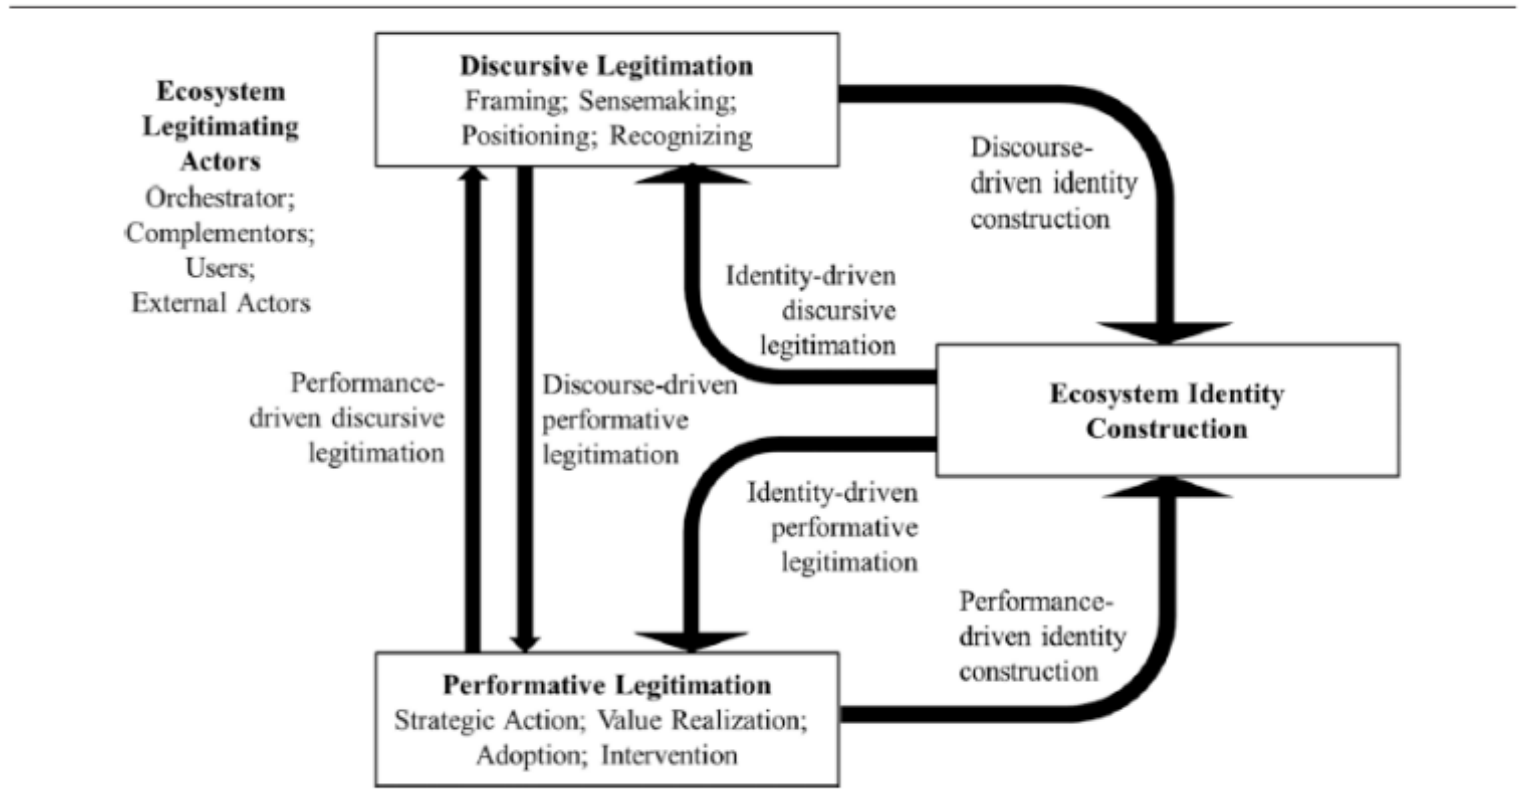 Ecosystem
Legitimating
Actors
Orchestrator;
Complementors;
Users;
External Actors
Discursive Legitimation
Framing; Sensemaking;
Positioning; Recognizing
Discourse-
driven identity
construction
Identity-driven
discursive
legitimation
Performance-
driven discursive
legitimation
Discourse-driven
performative
legitimation
Ecosystem Identity
Construction
Identity-driven
performative
legitimation
Performance-
driven identity
construction
Performative Legitimation
Strategic Action; Value Realization;
Adoption; Intervention